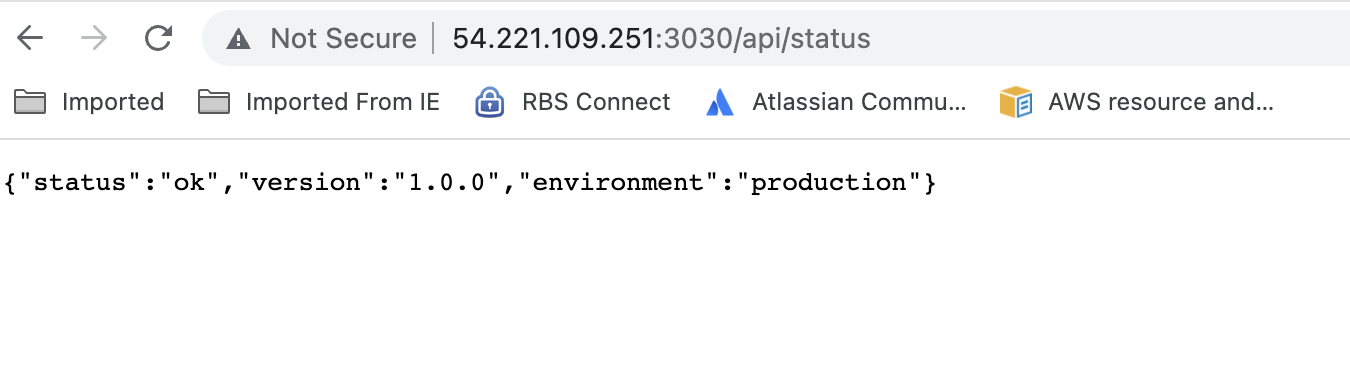 Not Secure 54.221.109.251:3030/api/status
Imported Imported From IE RBS Connect Atlassian Commu... AWS resource and...
{"status":"ok","version":"1.0.0","environment":"production"}